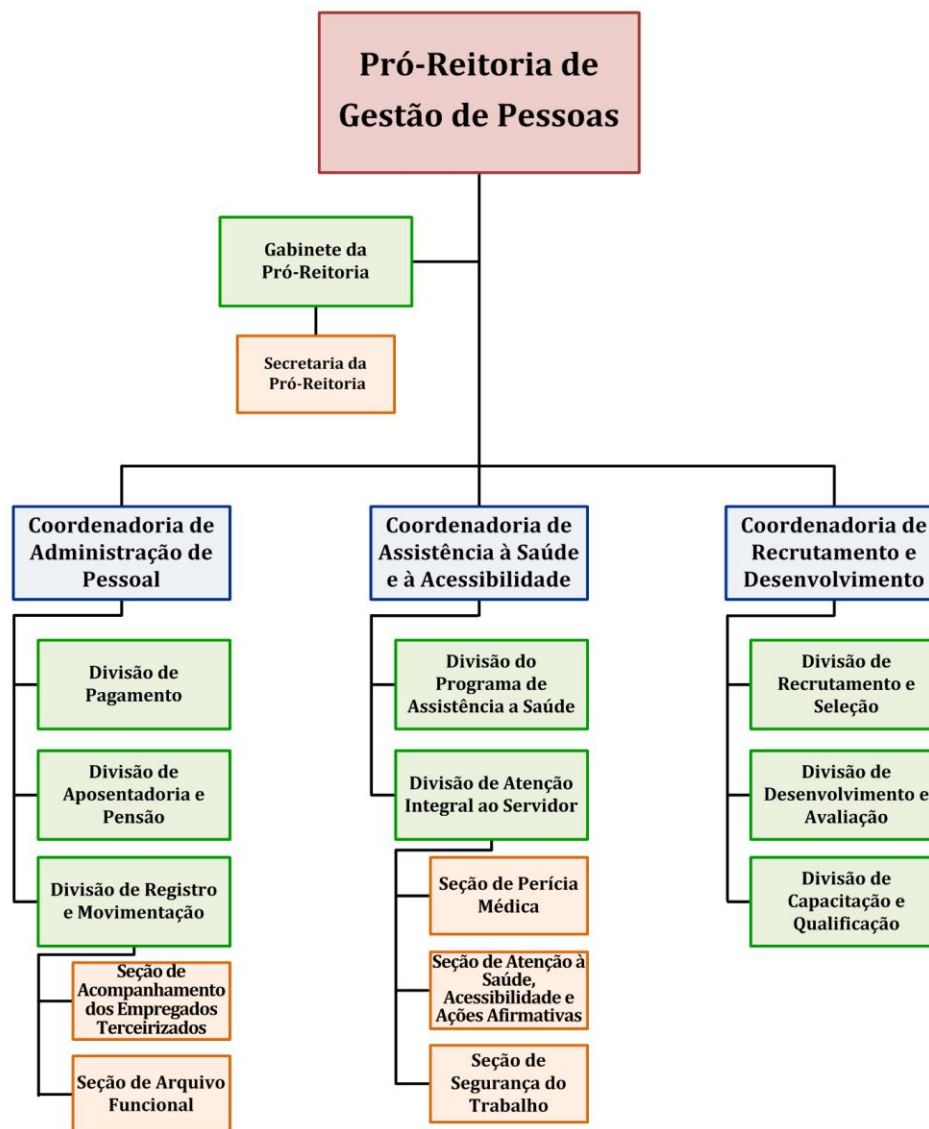 Pró-Reitoria de
Gestão de Pessoas
Gabinete da
Pró-Reitoria
Secretaria da
Pró-Reitoria
Coordenadoria de
Administração de
Pessoal
Divisão de
Pagamento
Divisão de
Aposentadoria e
Pensão
Divisão de Registro
e Movimentação
Seção de
Acompanhamento
dos Empregados
Terceirizados
Seção de Arquivo
Funcional
Coordenadoria de
Assistência à Saúde
e à Acessibilidade
Divisão do
Programa de
Assistência a Saúde
Divisão de Atenção
Integral ao Servidor
Seção de Perícia
Médica
Seção de Atenção à
Saúde,
Acessibilidade e
Ações Afirmativas
Seção de
Segurança do
Trabalho
Coordenadoria de
Recrutamento e
Desenvolvimento
Divisão de
Recrutamento e
Seleção
Divisão de
Desenvolvimento e
Avaliação
Divisão de
Capacitação e
Qualificação